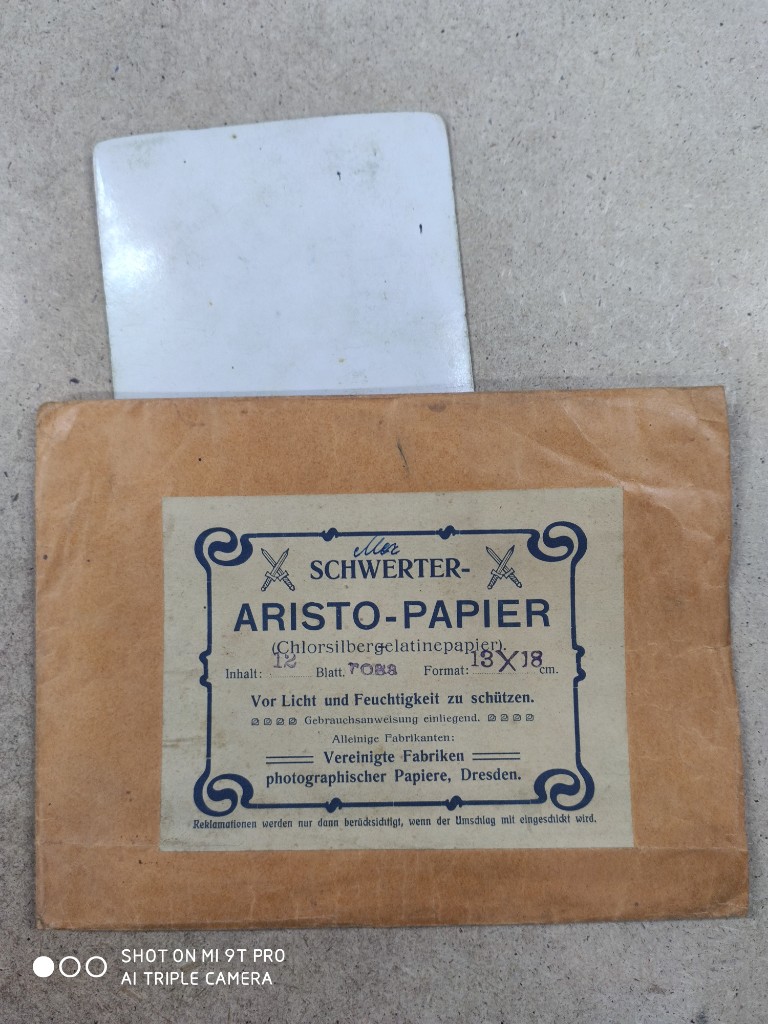 SCHWERTER-
ARISTO-PAPIER
(Chlorsilbergelatinepapier).
Inhalt: 12 Blatt. rosa Format: 13X18 cm.
Vor Licht und Feuchtigkeit zu schützen.
Gebrauchsanweisung einliegend.
Alleinige Fabrikanten:
Vereinigte Fabriken
photographischer Papiere, Dresden.
Reklamationen werden nur dann berücksichtigt, wenn der Umschlag mit eingeschickt wird.
SHOT ON MI 9T PRO
AI TRIPLE CAMERA